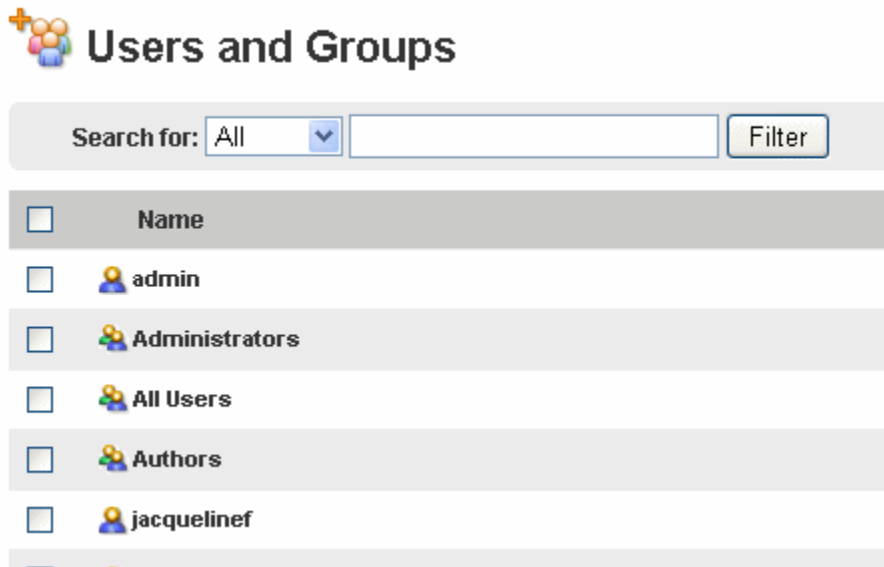 Users and Groups
Search for: All Filter
Name
admin
Administrators
All Users
Authors
jacquelinef